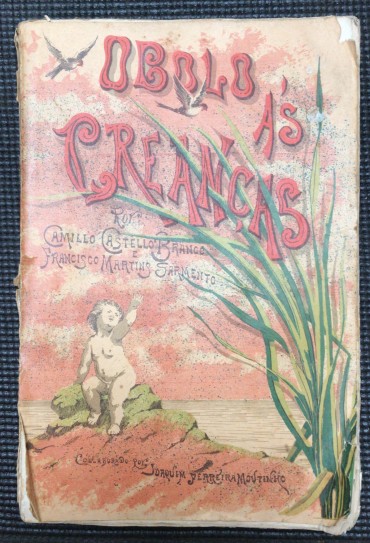 OBOLO
ÁS
CREANÇAS
POR
CAMILLO CASTELLO BRANCO
E
FRANCISCO MARTINS SARMENTO
COLLABORADO POR JOAQUIM FERREIRA MOUTINHO